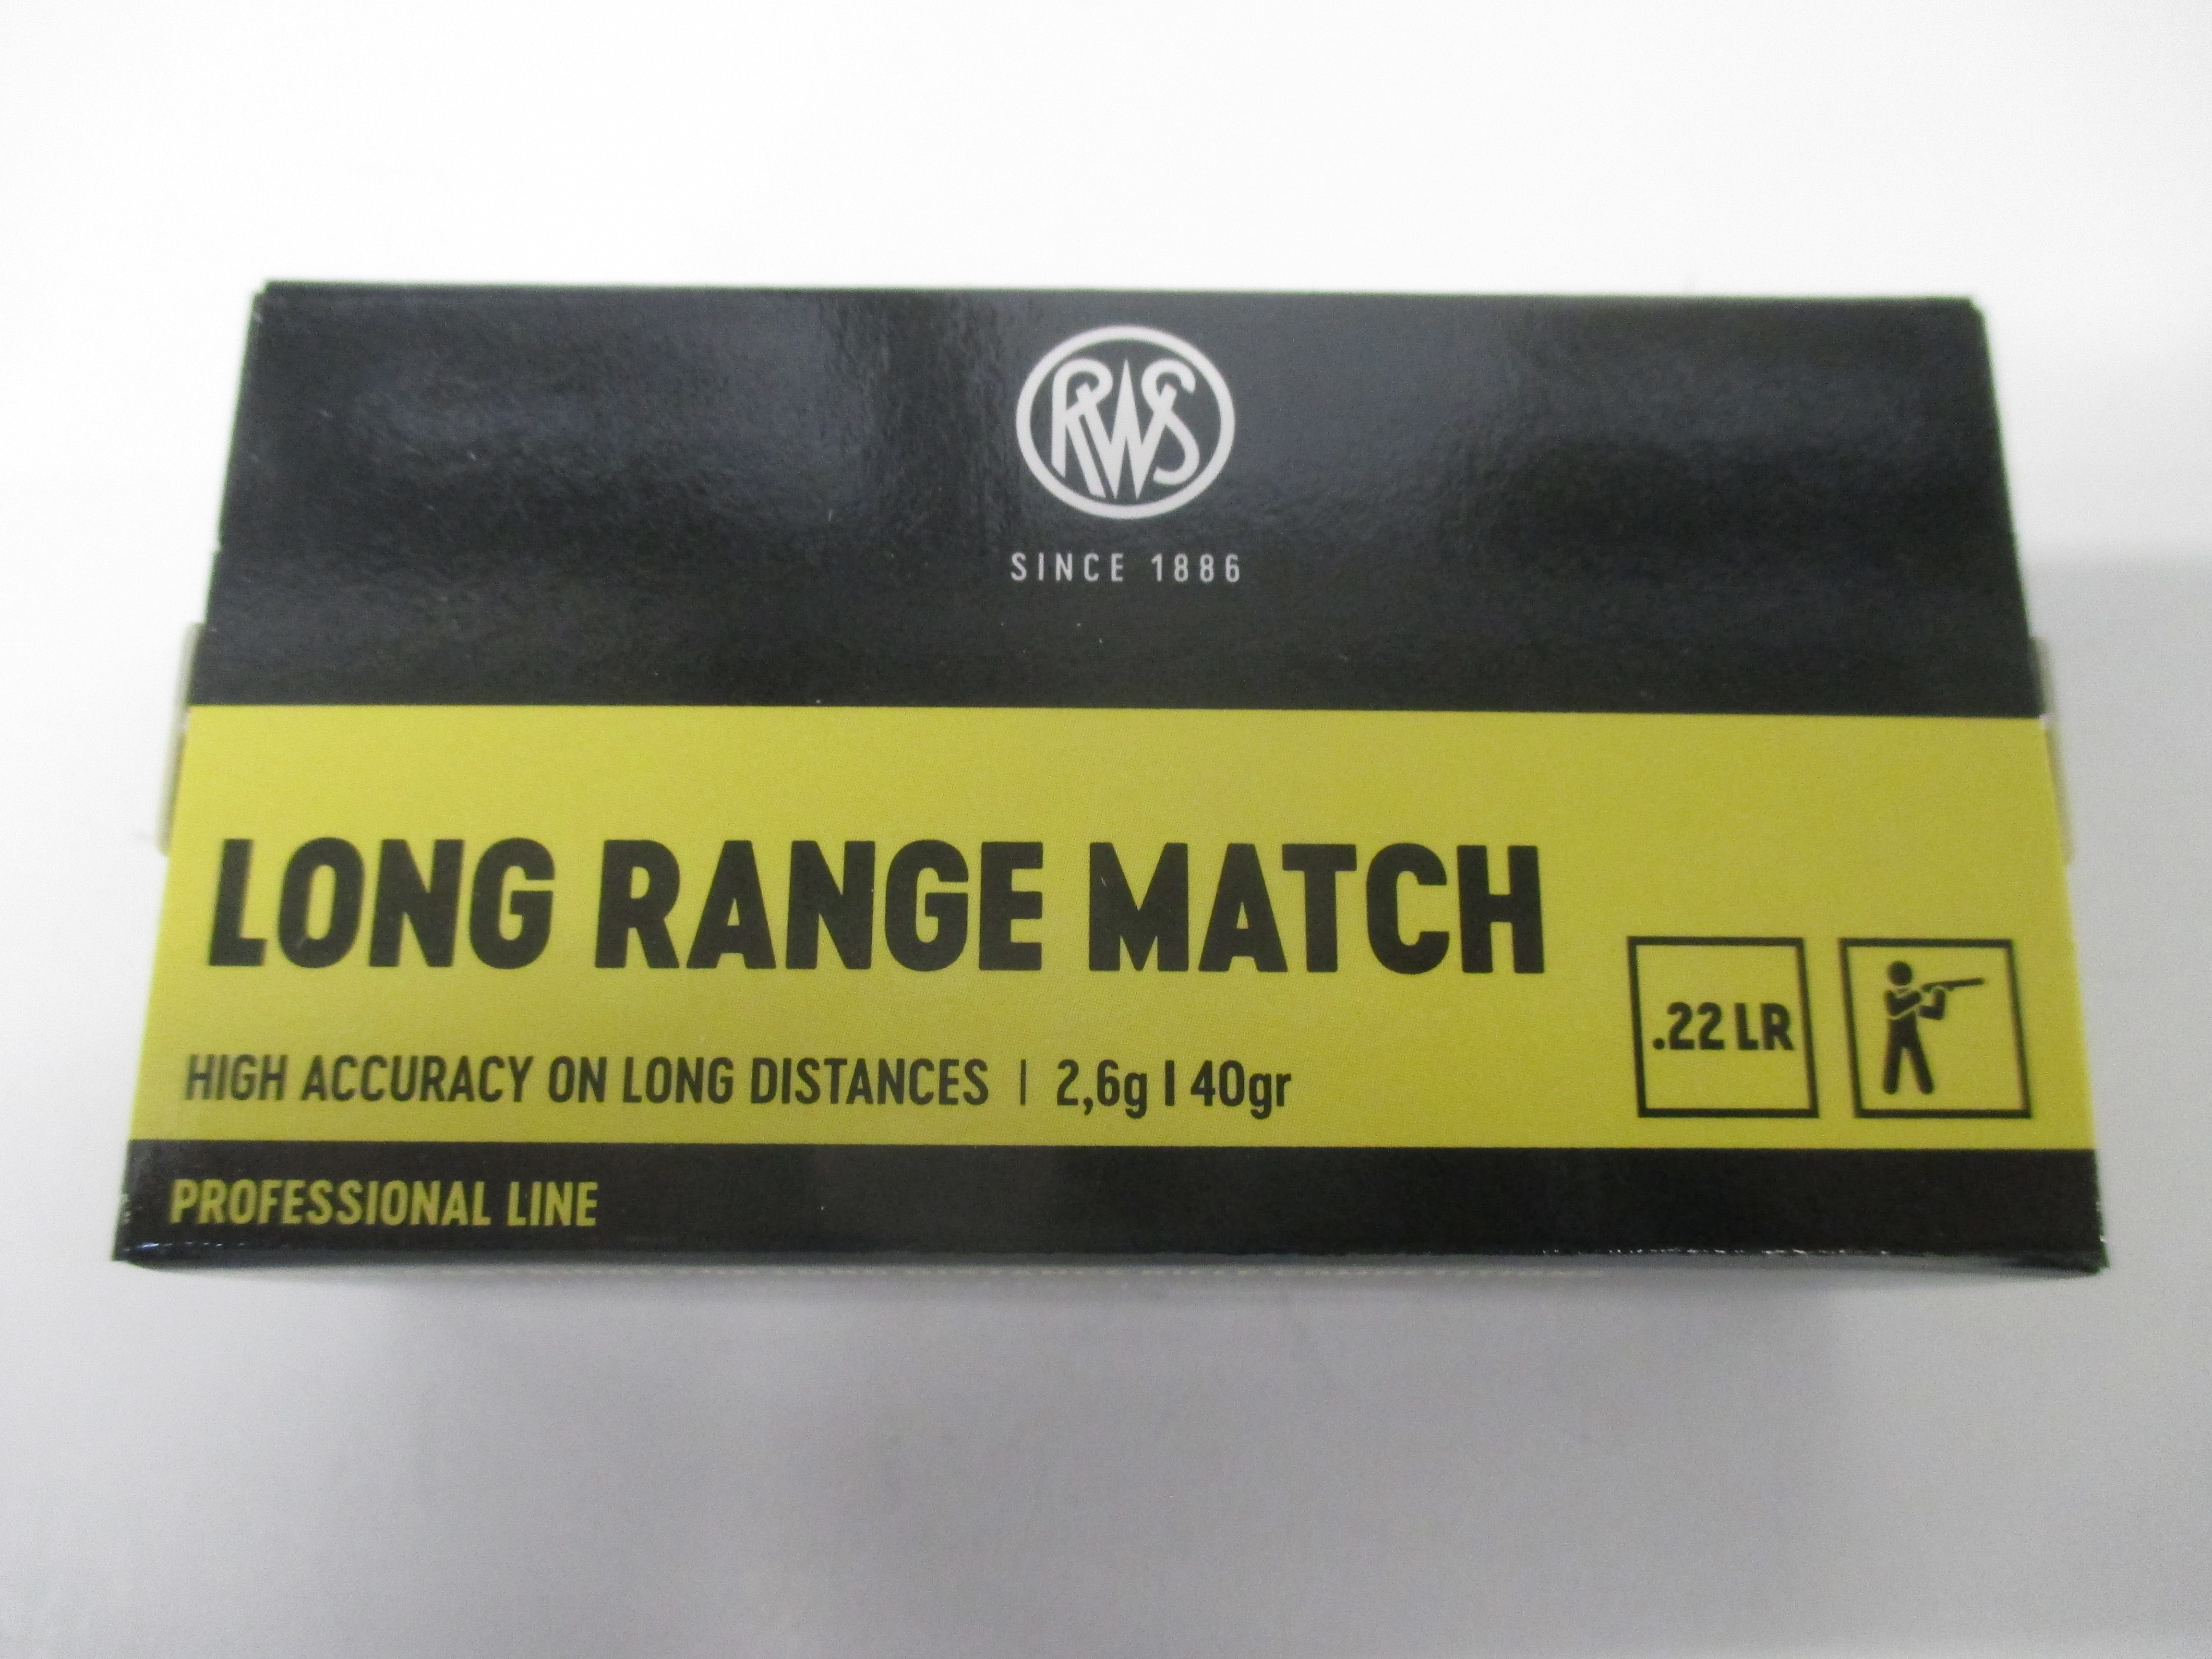 RWS
SINCE 1886
LONG RANGE MATCH
.22 LR
HIGH ACCURACY ON LONG DISTANCES | 2,6g | 40gr
PROFESSIONAL LINE